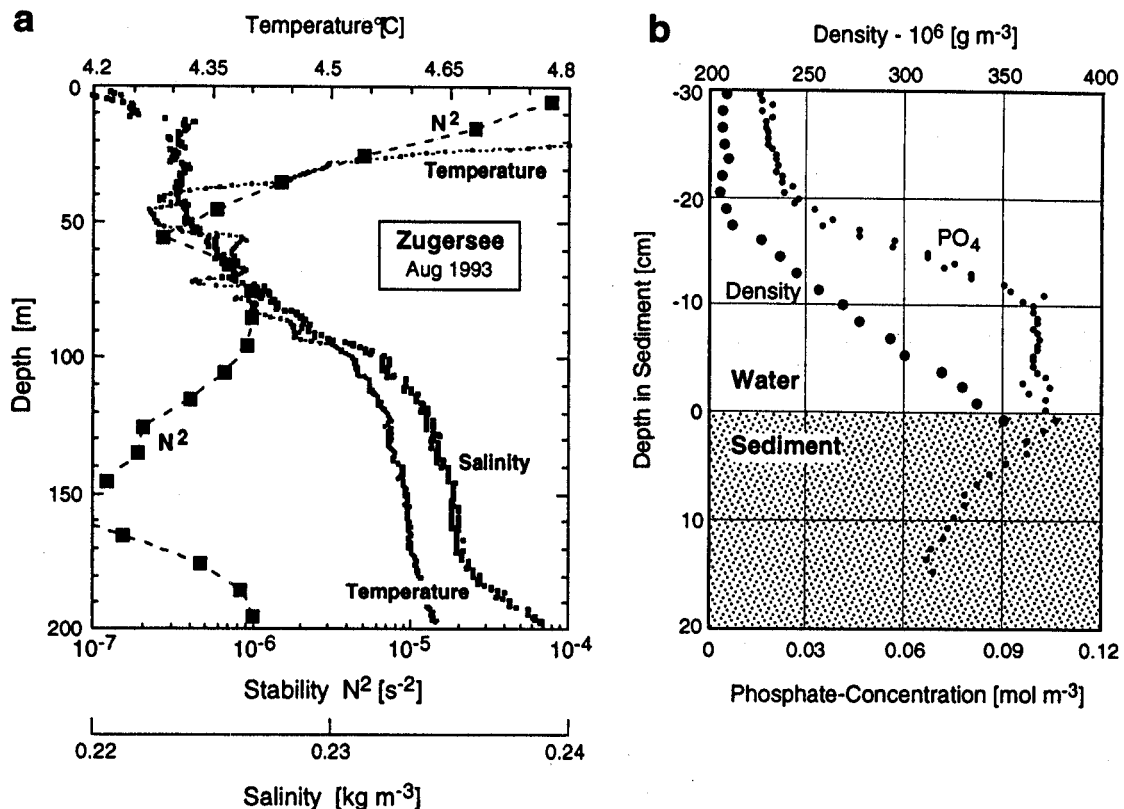 a
Temperature °[C]
4.2 4.35 4.5 4.65 4.8
0
50
100
150
200
Depth [m]
N²
Temperature
Zugersee
Aug 1993
N²
Salinity
Temperature
10⁻⁷ 10⁻⁶ 10⁻⁵ 10⁻⁴
Stability N² [s⁻²]
0.22 0.23 0.24
Salinity [kg m⁻³]
b
Density - 10⁶ [g m⁻³]
200 250 300 350 400
-30
-20
-10
0
10
20
Depth in Sediment [cm]
PO₄
Density
Water
Sediment
0 0.03 0.06 0.09 0.12
Phosphate-Concentration [mol m⁻³]